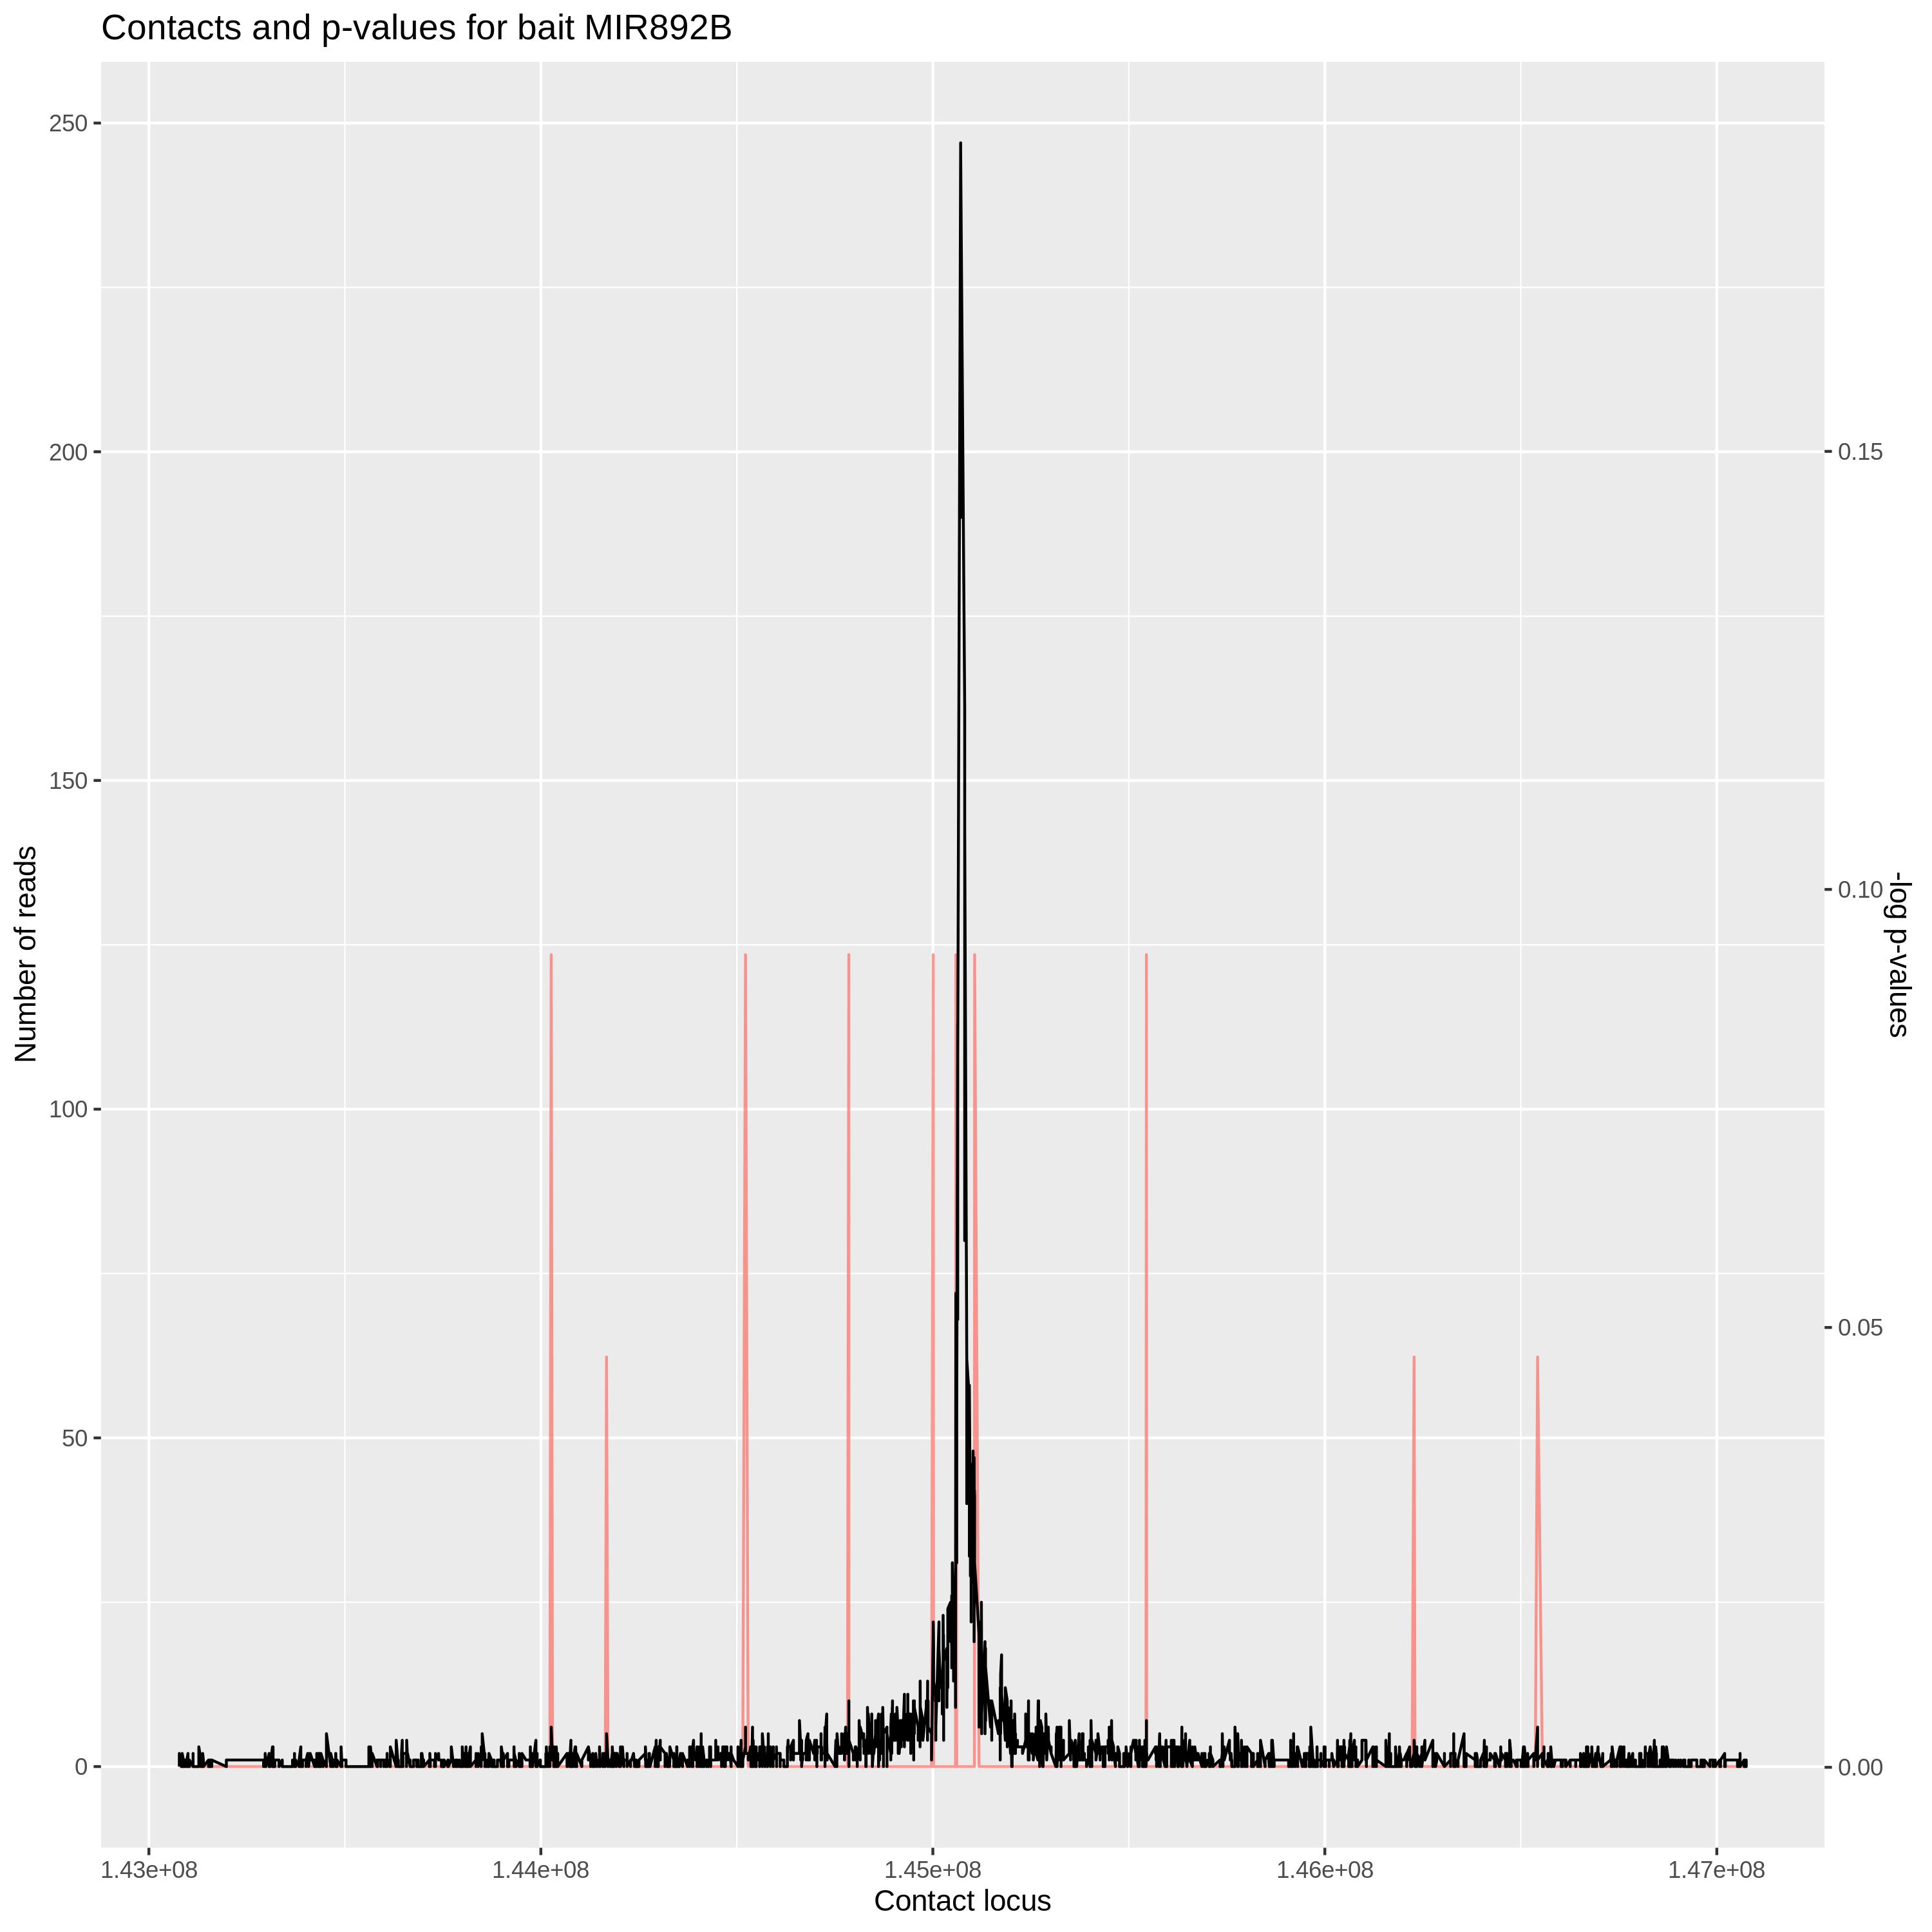 Contacts and p-values for bait MIR892B
250
200
150
100
50
0
Number of reads
0.15
0.10
0.05
0.00
-log p-values
1.43e+08 1.44e+08 1.45e+08 1.46e+08 1.47e+08
Contact locus